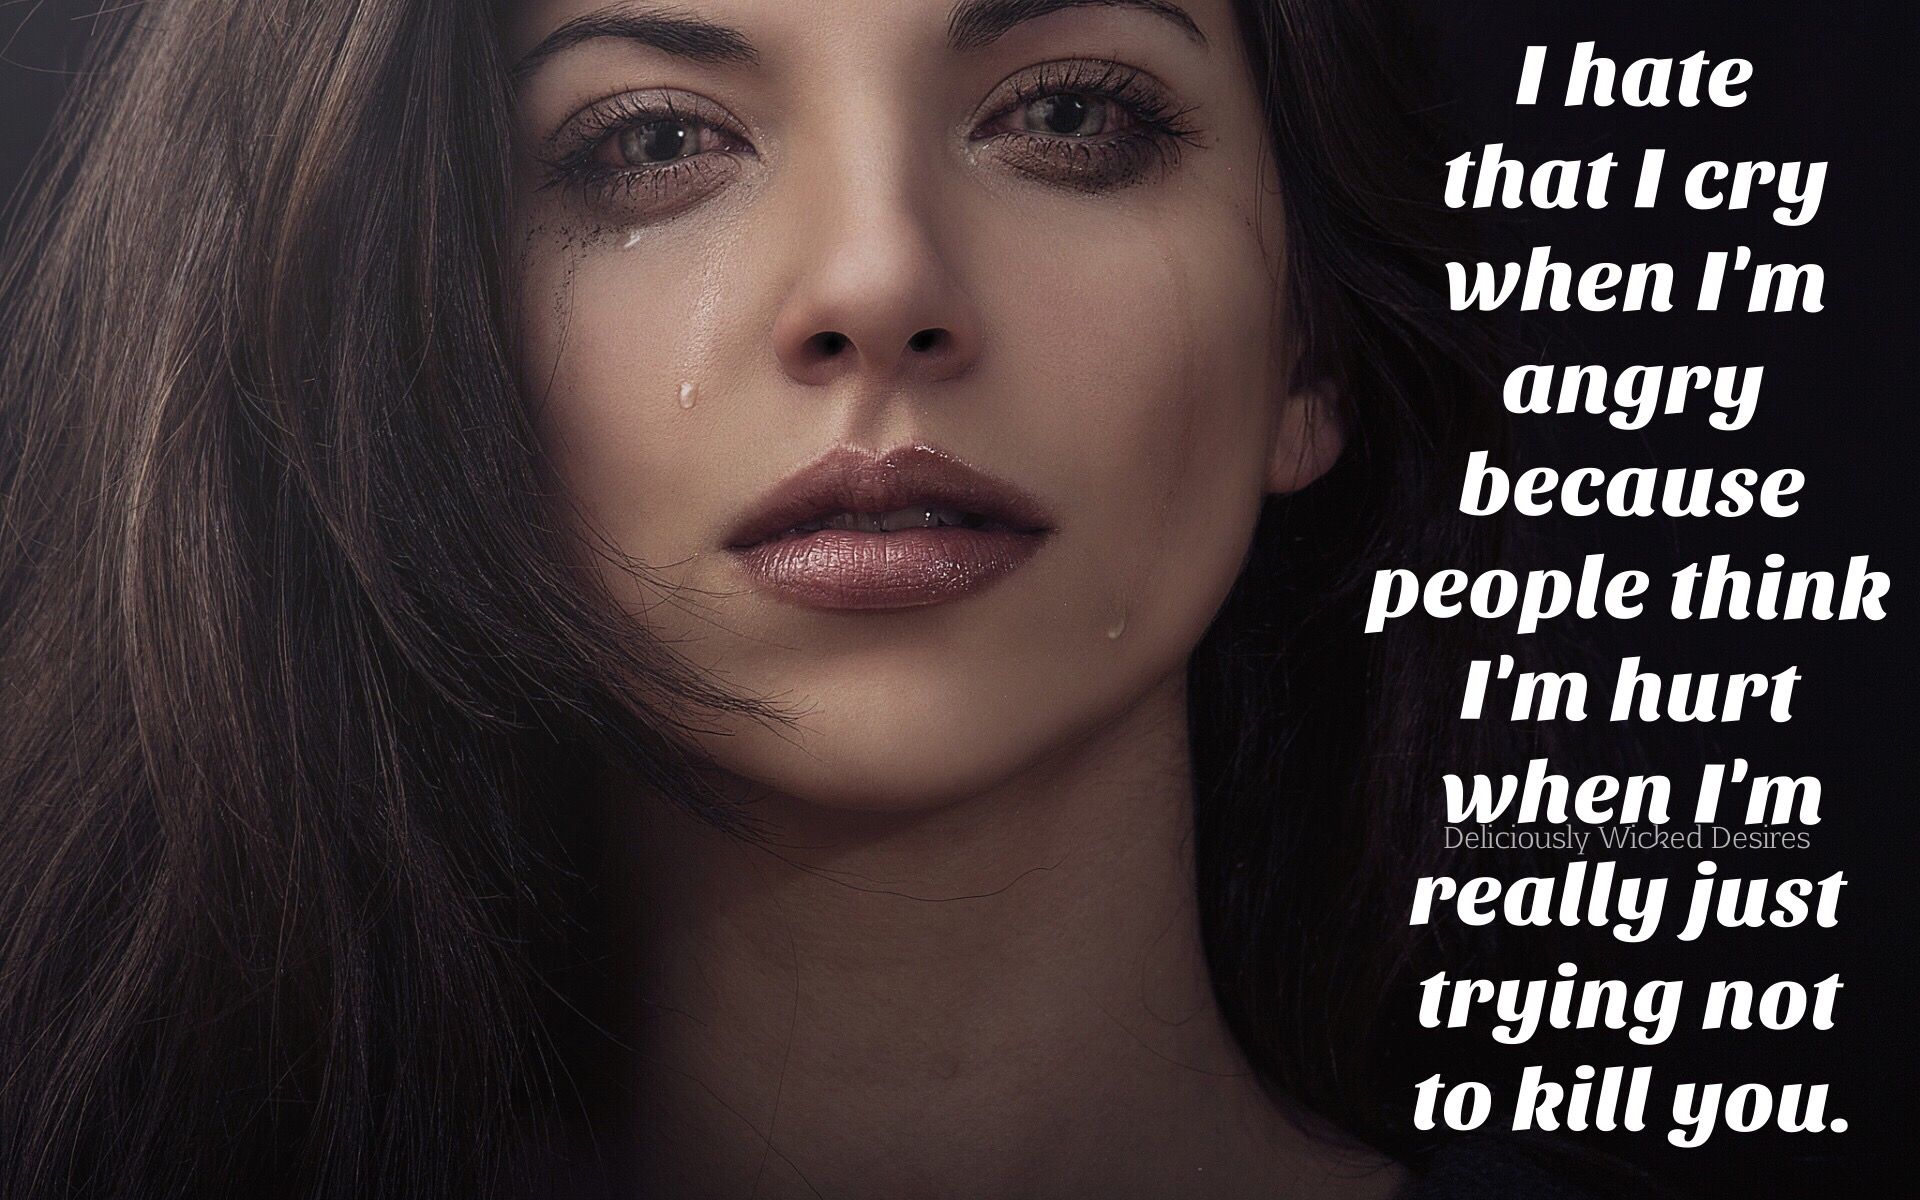 I hate
that I cry
when I'm
angry
because
people think
I'm hurt
when I'm
Deliciously Wicked Desires
really just
trying not
to kill you.